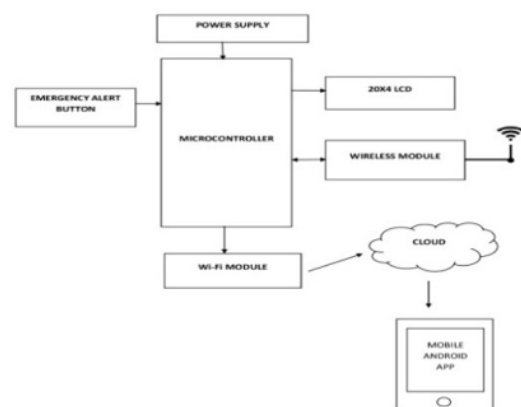 POWER SUPPLY
EMERGENCY ALERT
BUTTON
MICROCONTROLLER
20X4 LCD
WIRELESS MODULE
Wi-Fi MODULE
CLOUD
MOBILE
ANDROID
APP